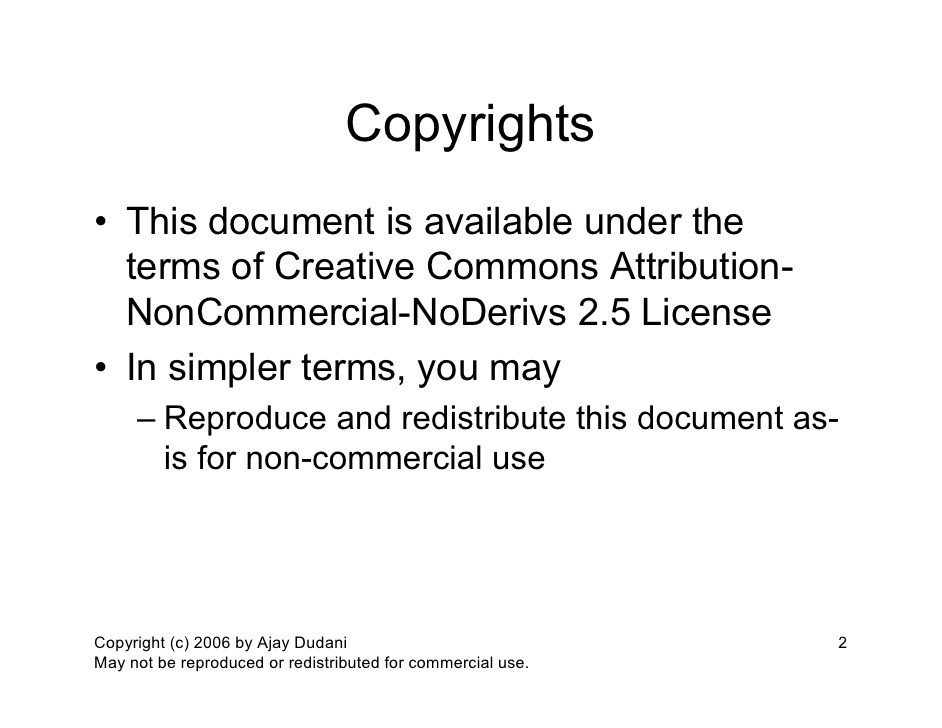 Copyrights
• This document is available under the
terms of Creative Commons Attribution-
NonCommercial-NoDerivs 2.5 License
• In simpler terms, you may
– Reproduce and redistribute this document as-
is for non-commercial use
Copyright (c) 2006 by Ajay Dudani
May not be reproduced or redistributed for commercial use.
2